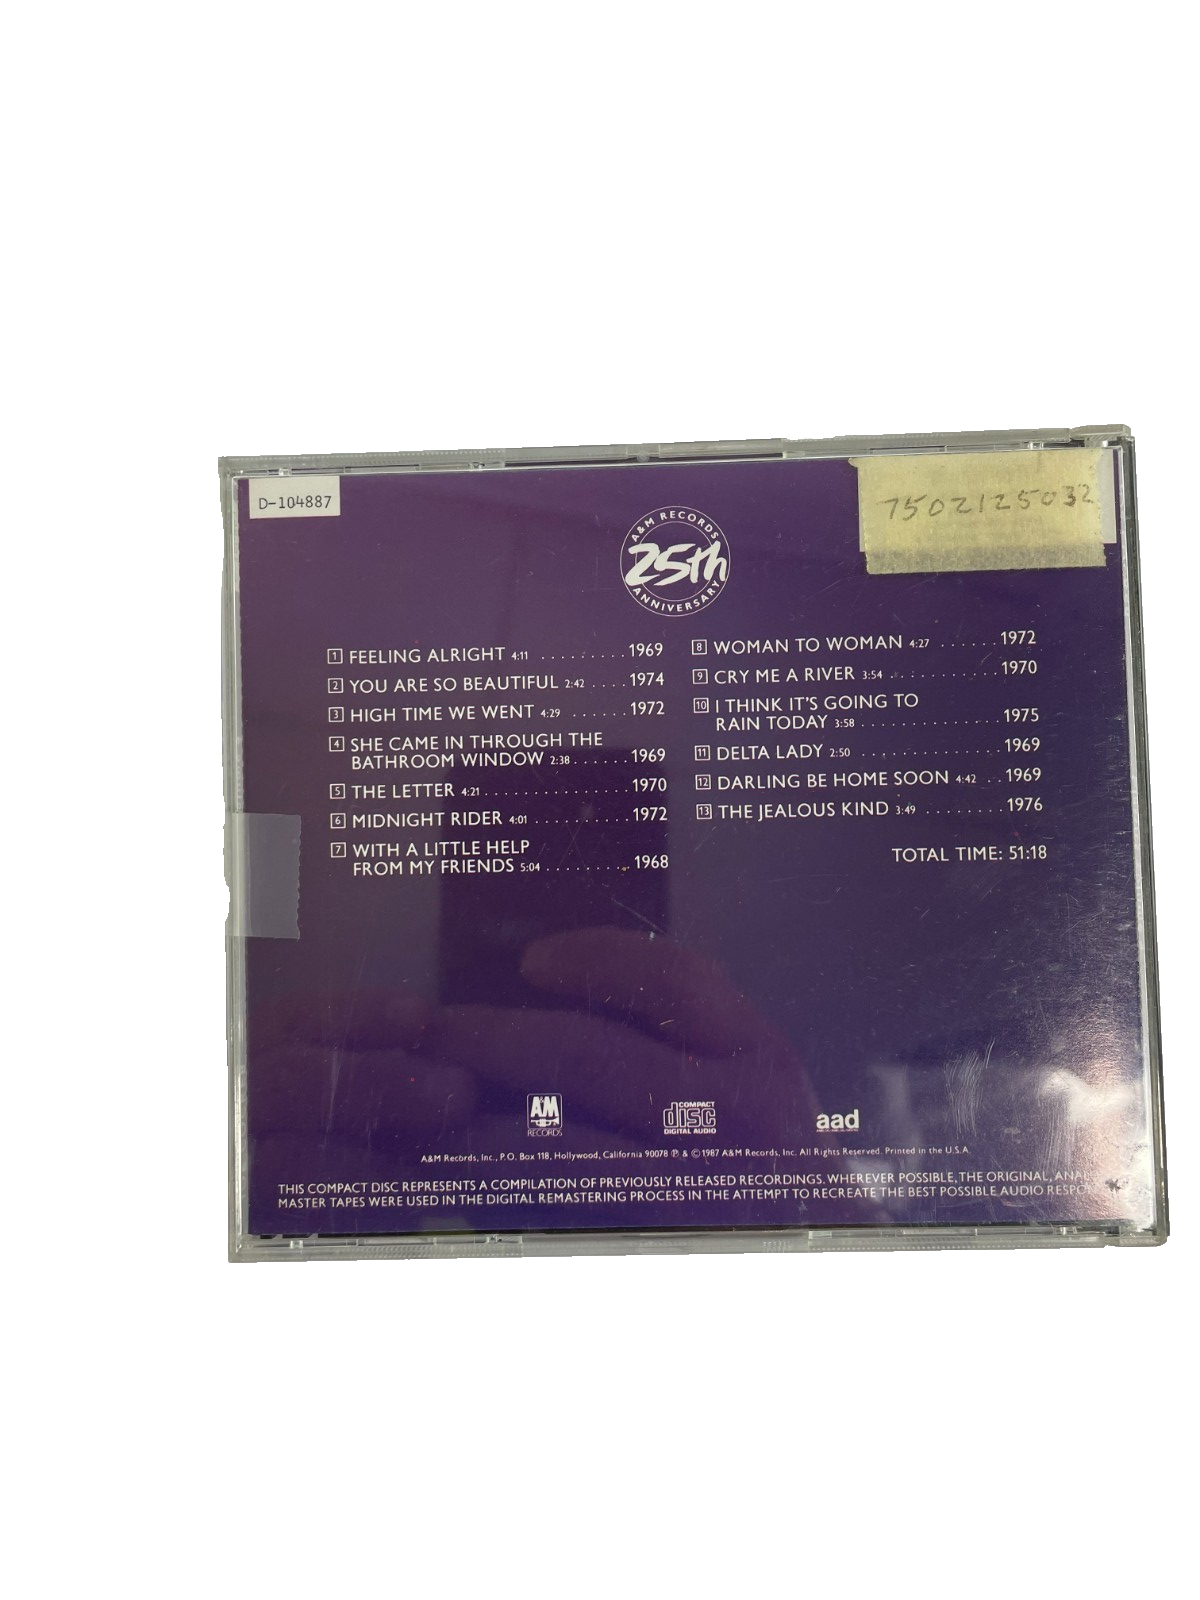 D-104887
75021 25032
A&M RECORDS
25th
ANNIVERSARY
1 FEELING ALRIGHT 4:11 ......... 1969
2 YOU ARE SO BEAUTIFUL 2:42 .... 1974
3 HIGH TIME WE WENT 4:29 ...... 1972
4 SHE CAME IN THROUGH THE
BATHROOM WINDOW 2:38 ...... 1969
5 THE LETTER 4:21 ............... 1970
6 MIDNIGHT RIDER 4:01 .......... 1972
7 WITH A LITTLE HELP
FROM MY FRIENDS 5:04 ......... 1968
8 WOMAN TO WOMAN 4:27 ...... 1972
9 CRY ME A RIVER 3:54 ........... 1970
10 I THINK IT'S GOING TO
RAIN TODAY 3:58 .............. 1975
11 DELTA LADY 2:50 .............. 1969
12 DARLING BE HOME SOON 4:42 .. 1969
13 THE JEALOUS KIND 3:49 ........ 1976
TOTAL TIME: 51:18
A&M
RECORDS
COMPACT
disc
DIGITAL AUDIO
aad
A&M Records, Inc., P.O. Box 118, Hollywood, California 90078 ℗ & ©1987 A&M Records, Inc. All Rights Reserved. Printed in the U.S.A.
THIS COMPACT DISC REPRESENTS A COMPILATION OF PREVIOUSLY RELEASED RECORDINGS. WHEREVER POSSIBLE, THE ORIGINAL,
MASTER TAPES WERE USED IN THE DIGITAL REMASTERING PROCESS IN THE ATTEMPT TO RECREATE THE BEST POSSIBLE AUDIO